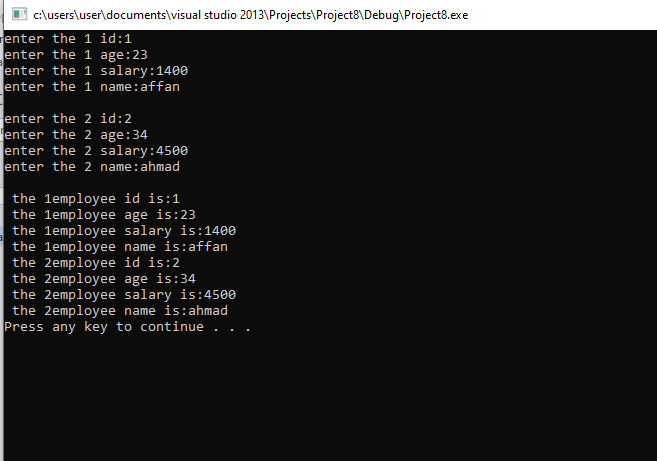 c:\users\user\documents\visual studio 2013\Projects\Project8\Debug\Project8.exe
enter the 1 id:1
enter the 1 age:23
enter the 1 salary:1400
enter the 1 name:affan
enter the 2 id:2
enter the 2 age:34
enter the 2 salary:4500
enter the 2 name:ahmad
the 1employee id is:1
the 1employee age is:23
the 1employee salary is:1400
the 1employee name is:affan
the 2employee id is:2
the 2employee age is:34
the 2employee salary is:4500
the 2employee name is:ahmad
Press any key to continue . . .